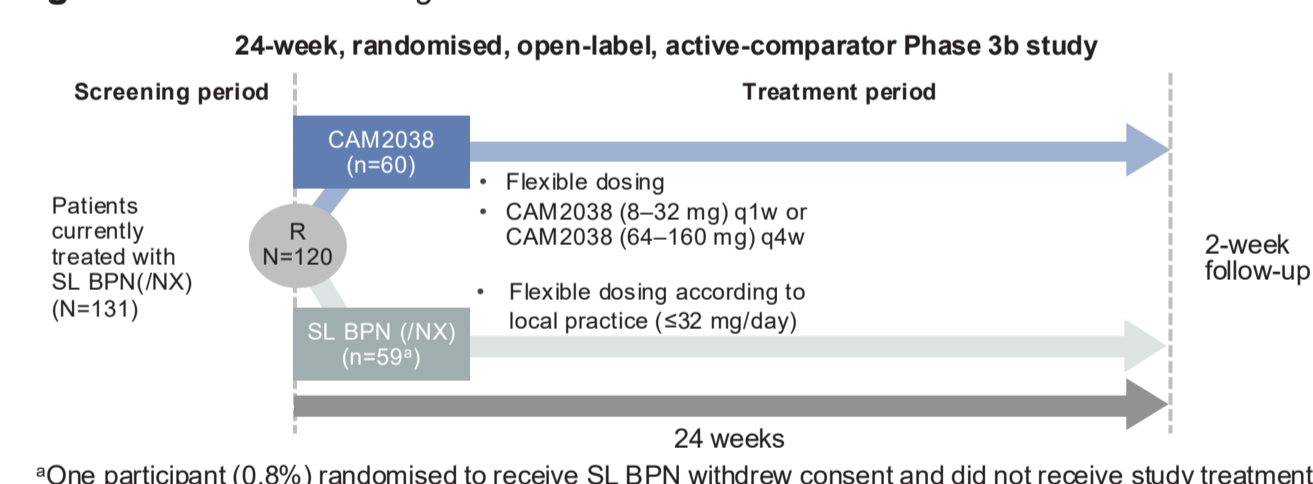 24-week, randomised, open-label, active-comparator Phase 3b study
Screening period
Treatment period
CAM2038
(n=60)
• Flexible dosing
• CAM2038 (8–32 mg) q1w or
CAM2038 (64–160 mg) q4w
Patients
currently
treated with
SL BPN(/NX)
(N=131)
R
N=120
2-week
follow-up
• Flexible dosing according to
local practice (≤32 mg/day)
SL BPN (/NX)
(n=59ᵃ)
24 weeks
ᵃOne participant (0.8%) randomised to receive SL BPN withdrew consent and did not receive study treatment